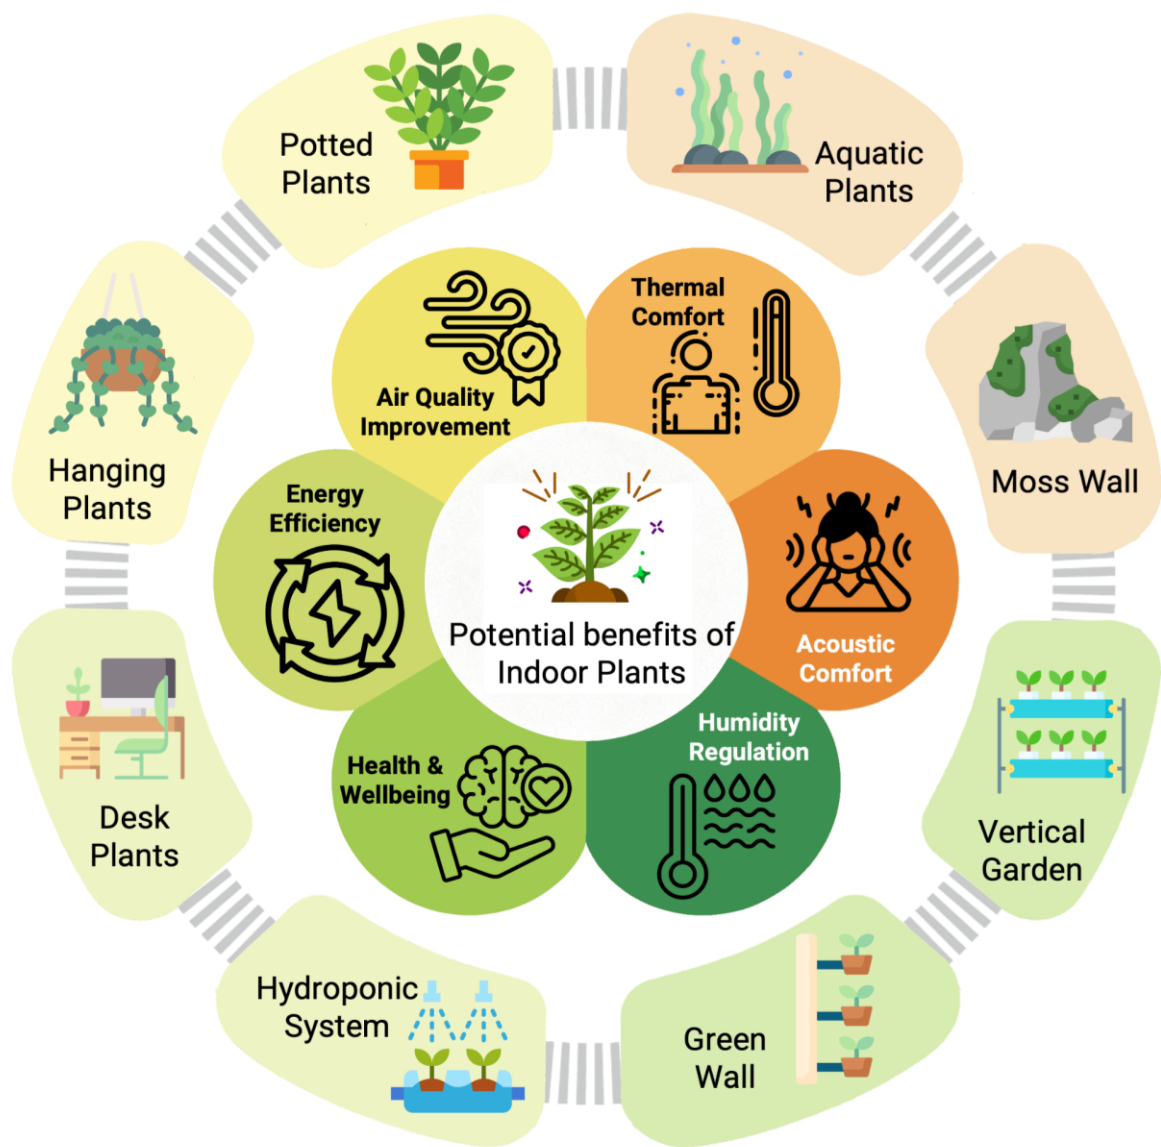 Potted
Plants
Aquatic
Plants
Hanging
Plants
Moss Wall
Air Quality
Improvement
Thermal
Comfort
Energy
Efficiency
Acoustic
Comfort
Potential benefits of
Indoor Plants
Health &
Wellbeing
Humidity
Regulation
Desk
Plants
Vertical
Garden
Hydroponic
System
Green
Wall